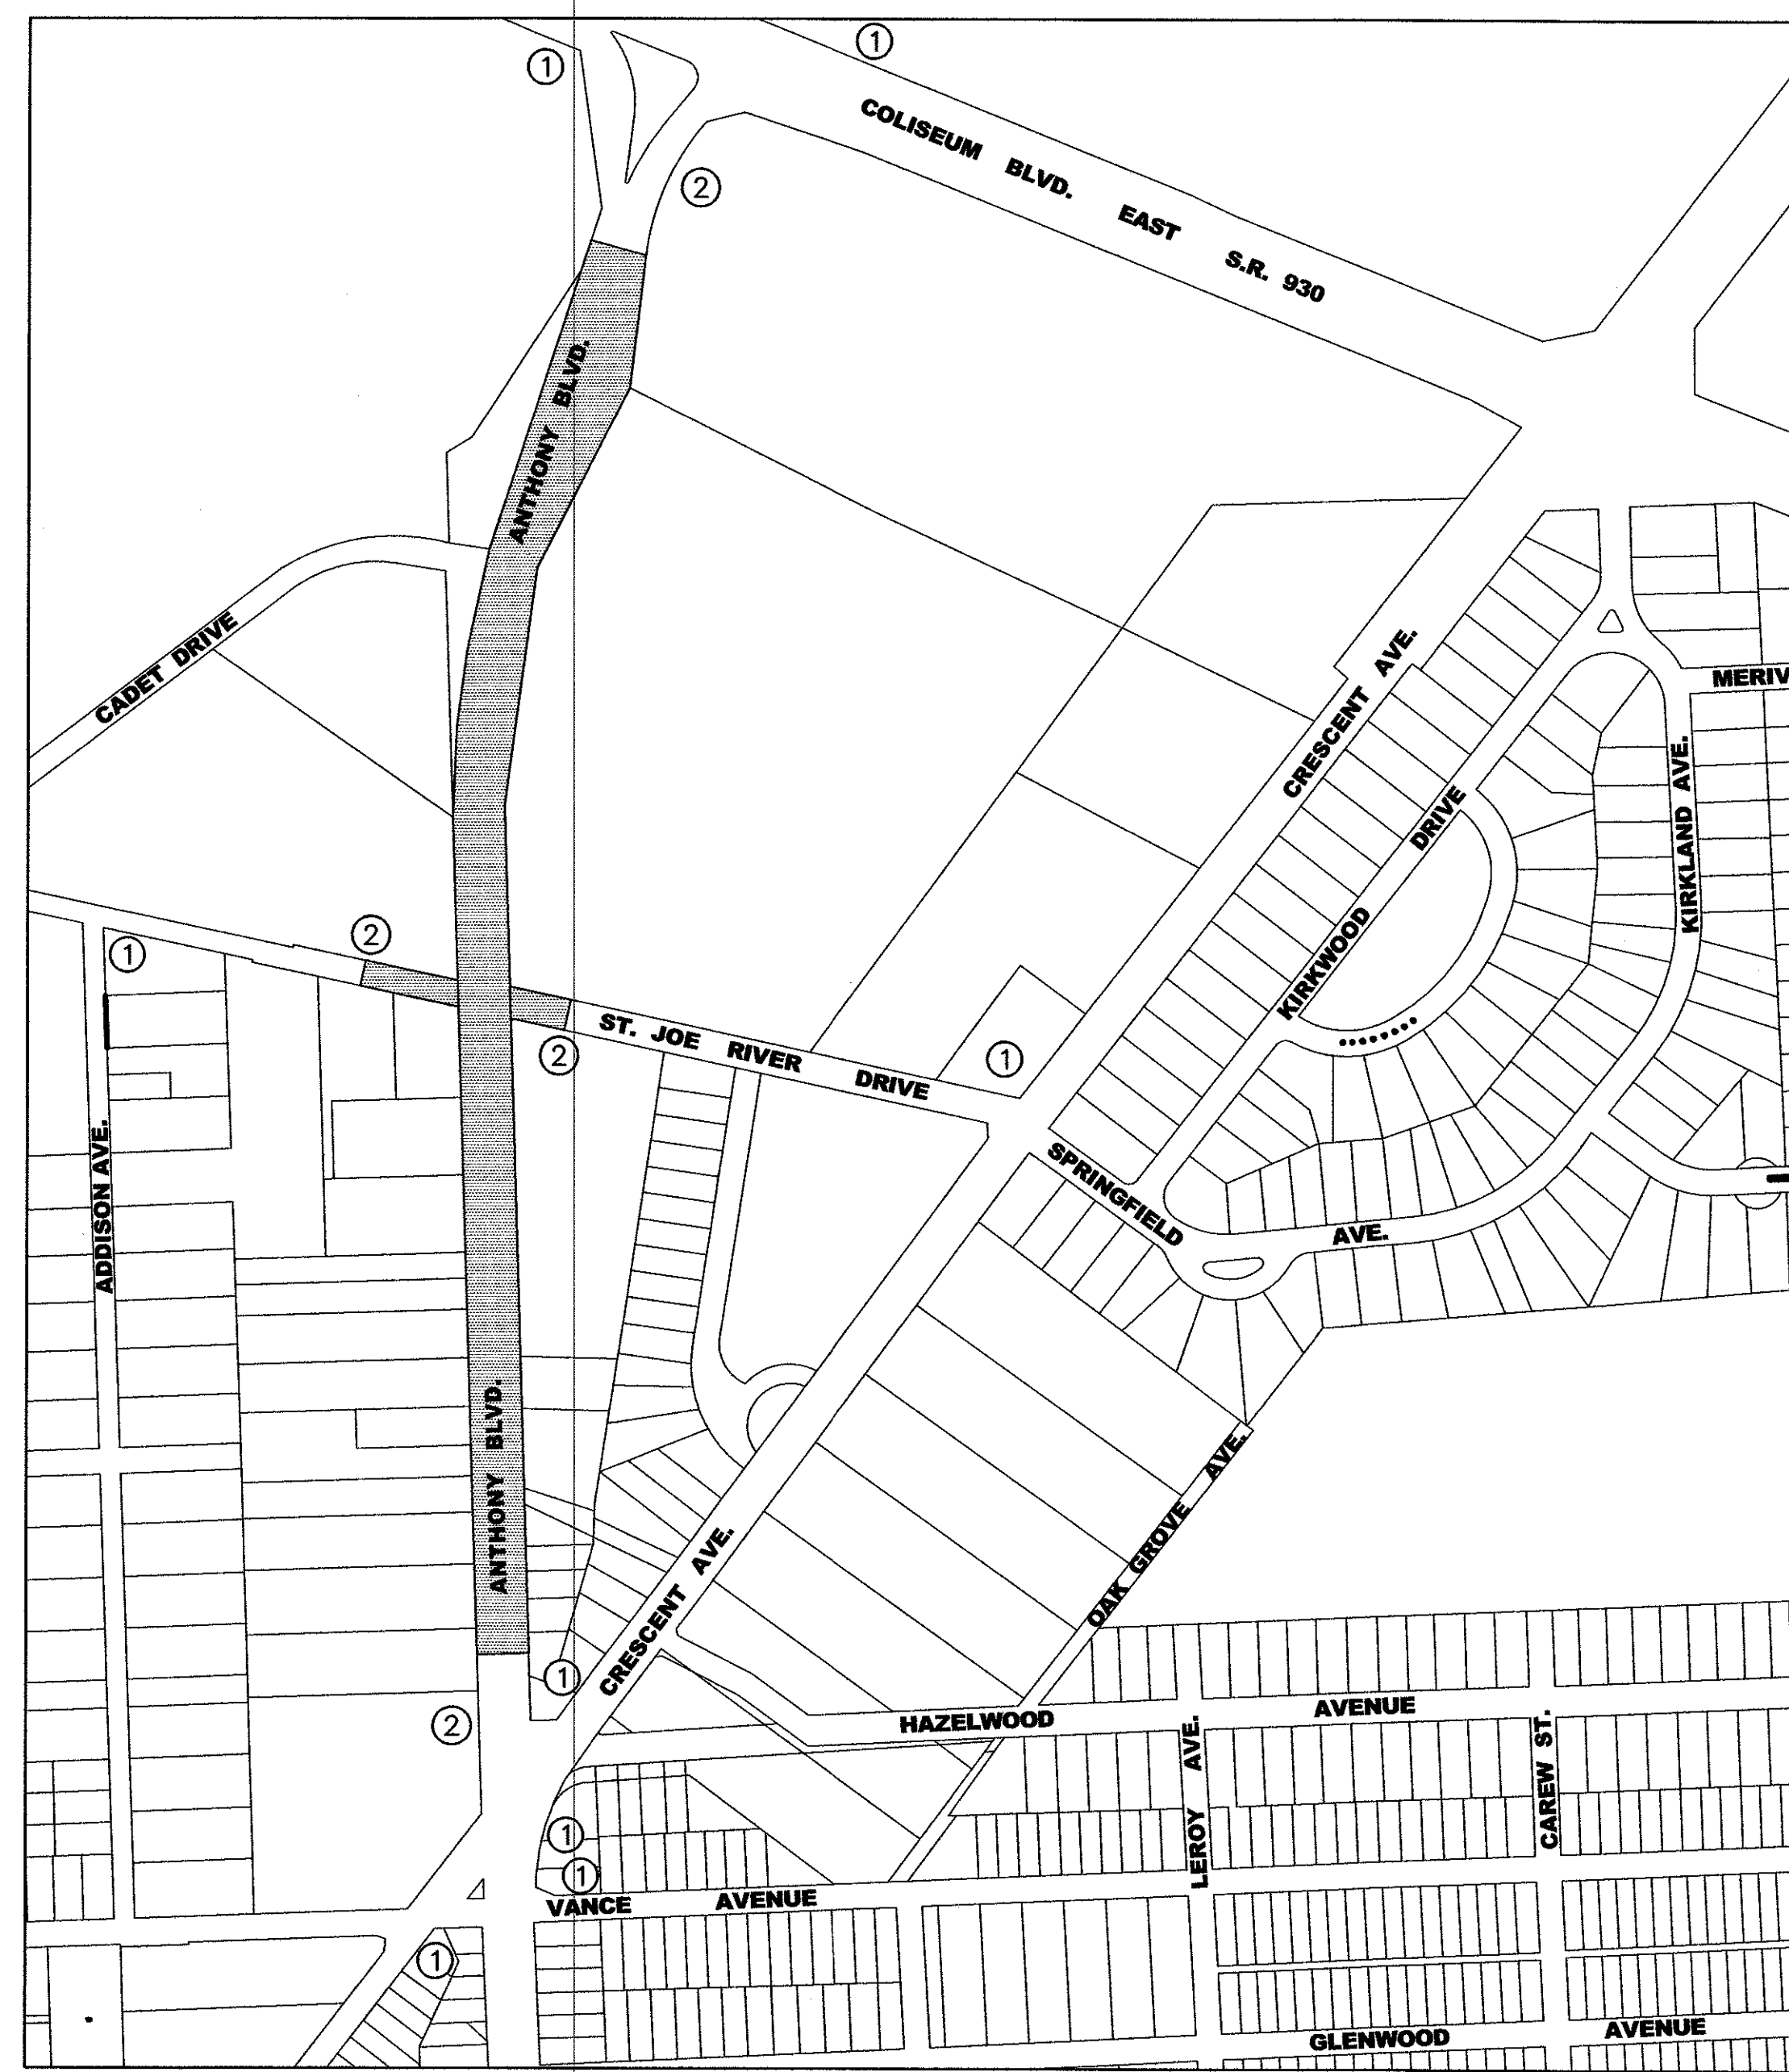 1
1
COLISEUM BLVD. EAST S.R. 930
2
ANTHONY BLVD.
CADET DRIVE
CRESCENT AVE.
MERIV
KIRKLAND AVE.
KIRKWOOD DRIVE
2
1
ST. JOE RIVER DRIVE
2
1
ADDISON AVE.
SPRINGFIELD AVE.
ANTHONY BLVD.
OAK GROVE AVE.
CRESCENT AVE.
1
2
HAZELWOOD AVENUE
LEROY AVE.
CAREW ST.
1
1
VANCE AVENUE
1
GLENWOOD AVENUE